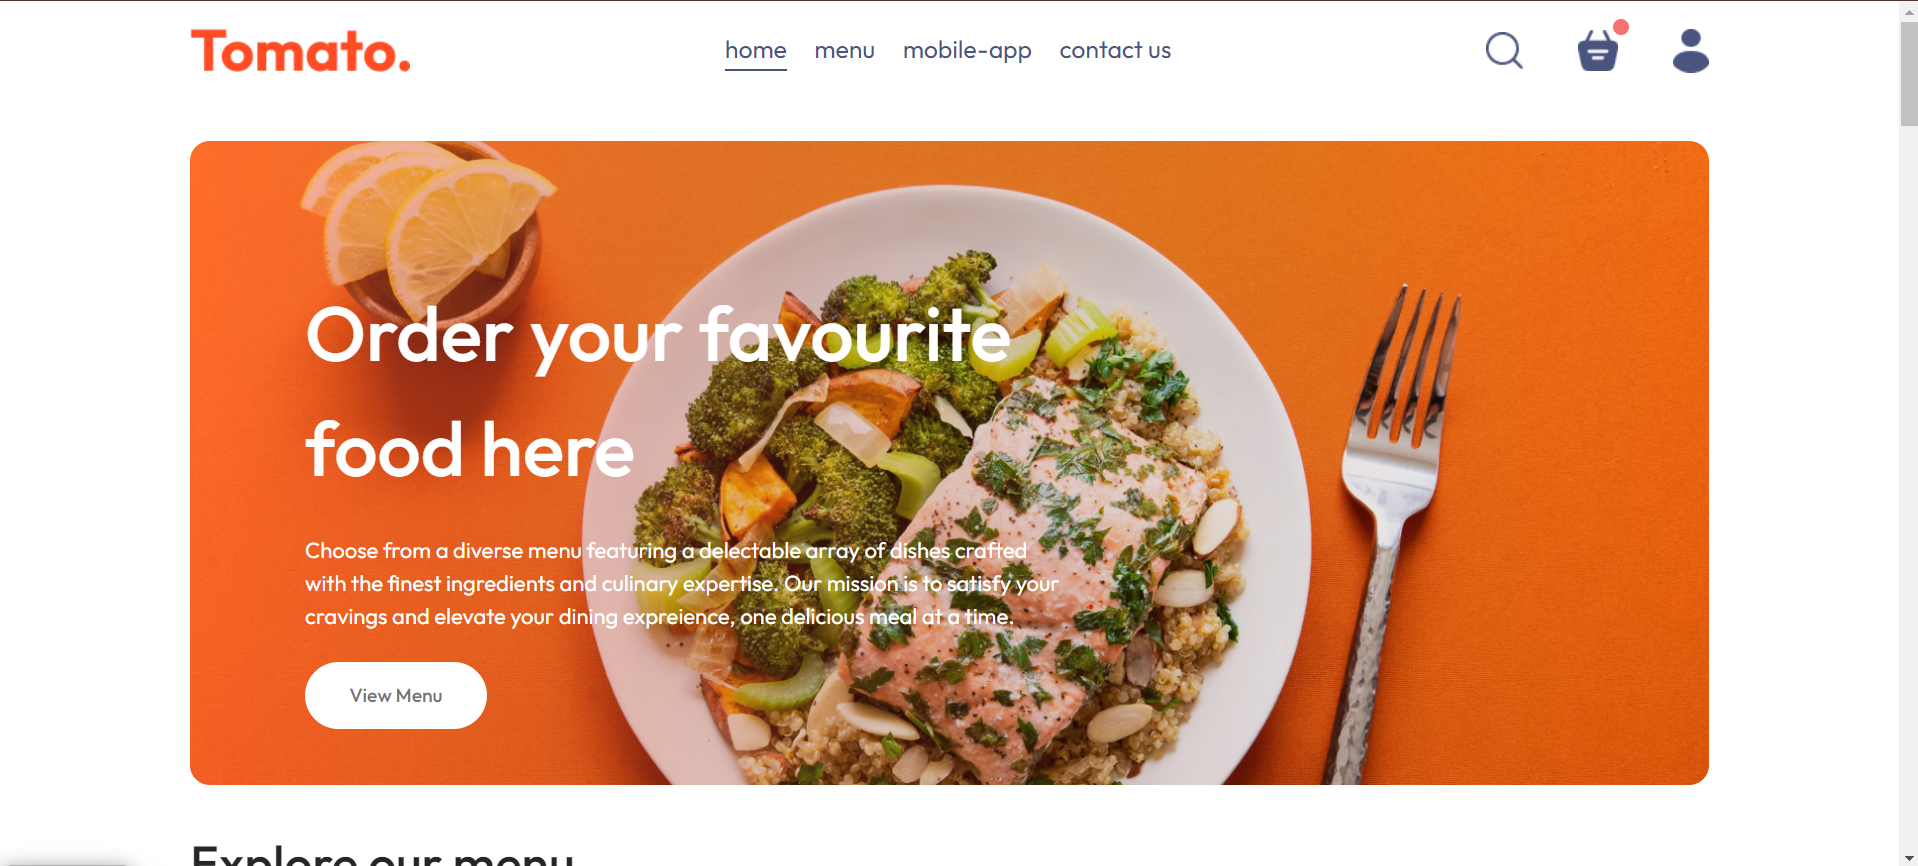 Tomato.
home menu mobile-app contact us
Order your favourite
food here
Choose from a diverse menu featuring a delectable array of dishes crafted
with the finest ingredients and culinary expertise. Our mission is to satisfy your
cravings and elevate your dining expreience, one delicious meal at a time.
View Menu
Explore our menu